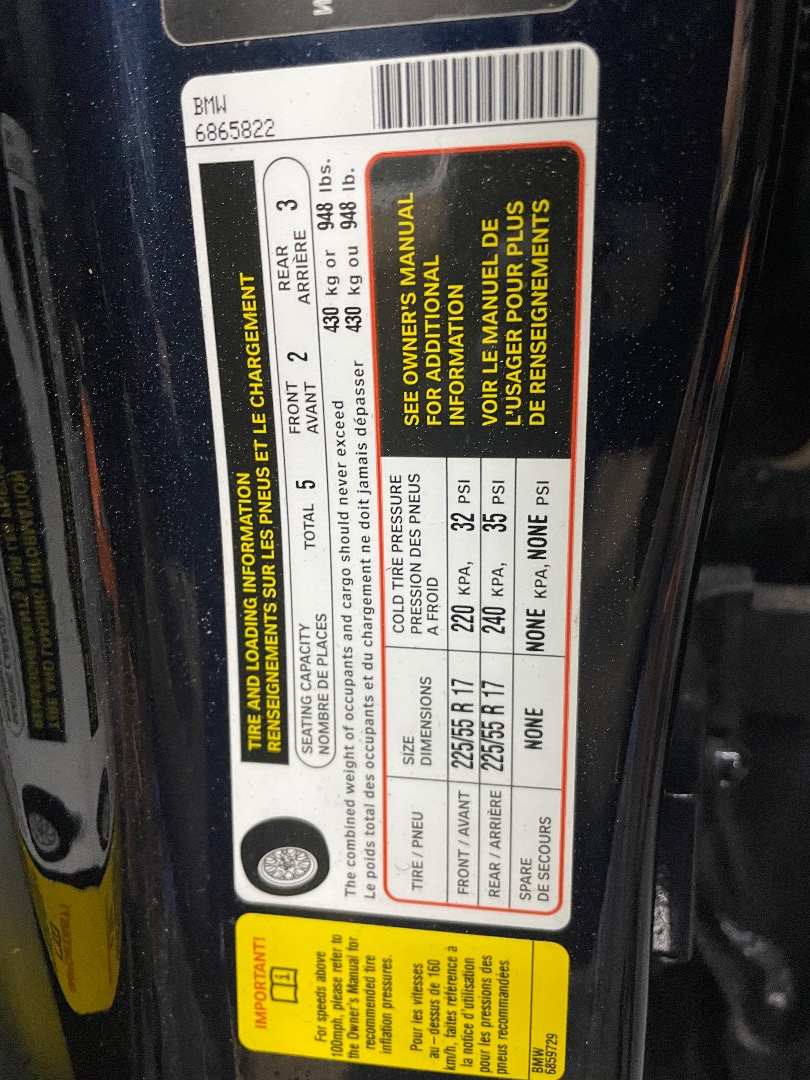 BMW
6865822
TIRE AND LOADING INFORMATION
RENSEIGNEMENTS SUR LES PNEUS ET LE CHARGEMENT
SEATING CAPACITY
NOMBRE DE PLACES
TOTAL 5
FRONT
AVANT 2
REAR
ARRIÈRE 3
The combined weight of occupants and cargo should never exceed 430 kg or 948 lbs.
Le poids total des occupants et du chargement ne doit jamais dépasser 430 kg ou 948 lb.
TIRE / PNEU
SIZE
DIMENSIONS
COLD TIRE PRESSURE
PRESSION DES PNEUS
A FROID
FRONT / AVANT 225/55 R 17 220 KPA, 32 PSI
REAR / ARRIÈRE 225/55 R 17 240 KPA, 35 PSI
SPARE
DE SECOURS
NONE NONE KPA, NONE PSI
SEE OWNER'S MANUAL
FOR ADDITIONAL
INFORMATION
VOIR LE MANUEL DE
L'USAGER POUR PLUS
DE RENSEIGNEMENTS
IMPORTANT!
i
For speeds above
100mph, please refer to
the Owner's Manual for
recommended tire
inflation pressures.
Pour les vitesses
au-dessus de 160
km/h, faites référence à
la notice d'utilisation
pour les pressions des
pneus recommandées.
BMW
6859729